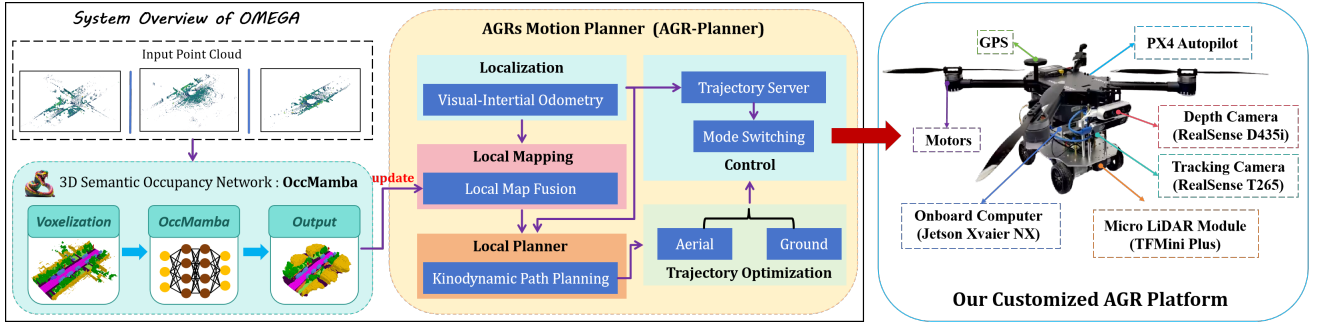 System Overview of OMEGA
Input Point Cloud
3D Semantic Occupancy Network : OccMamba
Voxelization
OccMamba
Output
update
AGRs Motion Planner (AGR-Planner)
Localization
Visual-Intertial Odometry
Local Mapping
Local Map Fusion
Local Planner
Kinodynamic Path Planning
Trajectory Server
Mode Switching
Control
Aerial
Ground
Trajectory Optimization
GPS
PX4 Autopilot
Motors
Depth Camera
(RealSense D435i)
Tracking Camera
(RealSense T265)
Onboard Computer
(Jetson Xvaier NX)
Micro LiDAR Module
(TFMini Plus)
Our Customized AGR Platform